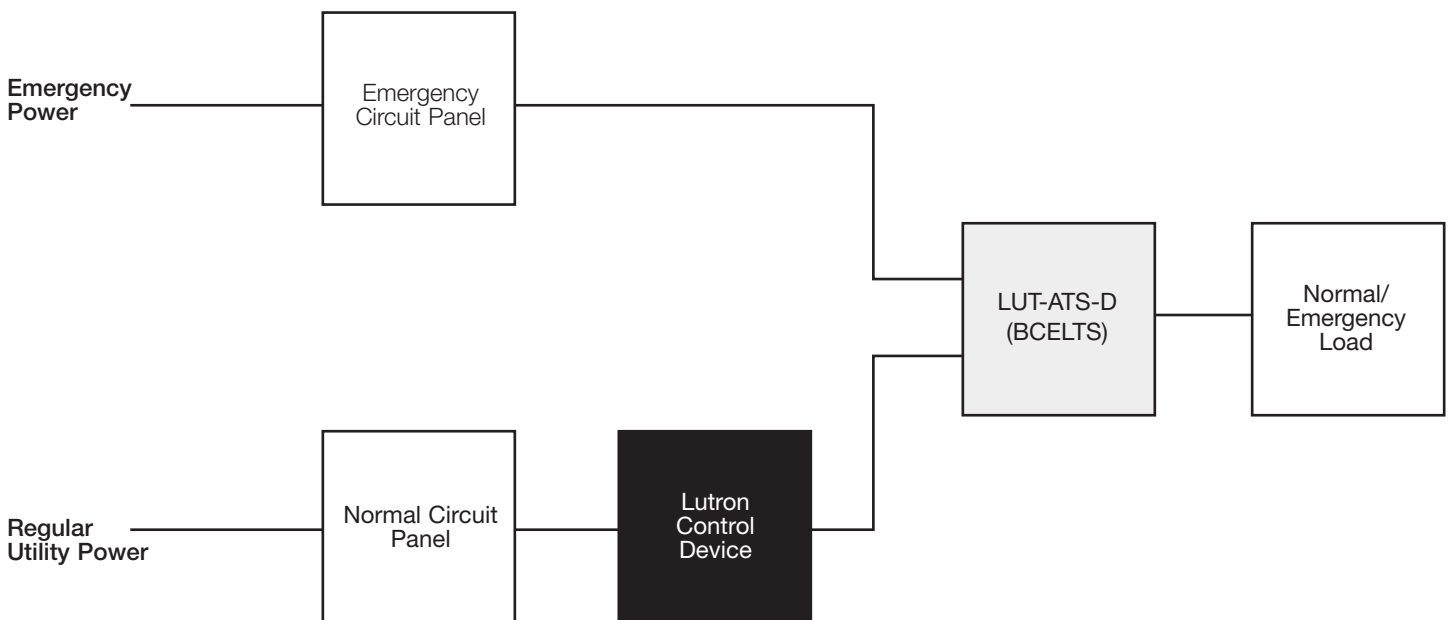 Emergency
Power
Emergency
Circuit Panel
LUT-ATS-D
(BCELTS)
Normal/
Emergency
Load
Regular
Utility Power
Normal Circuit
Panel
Lutron
Control
Device